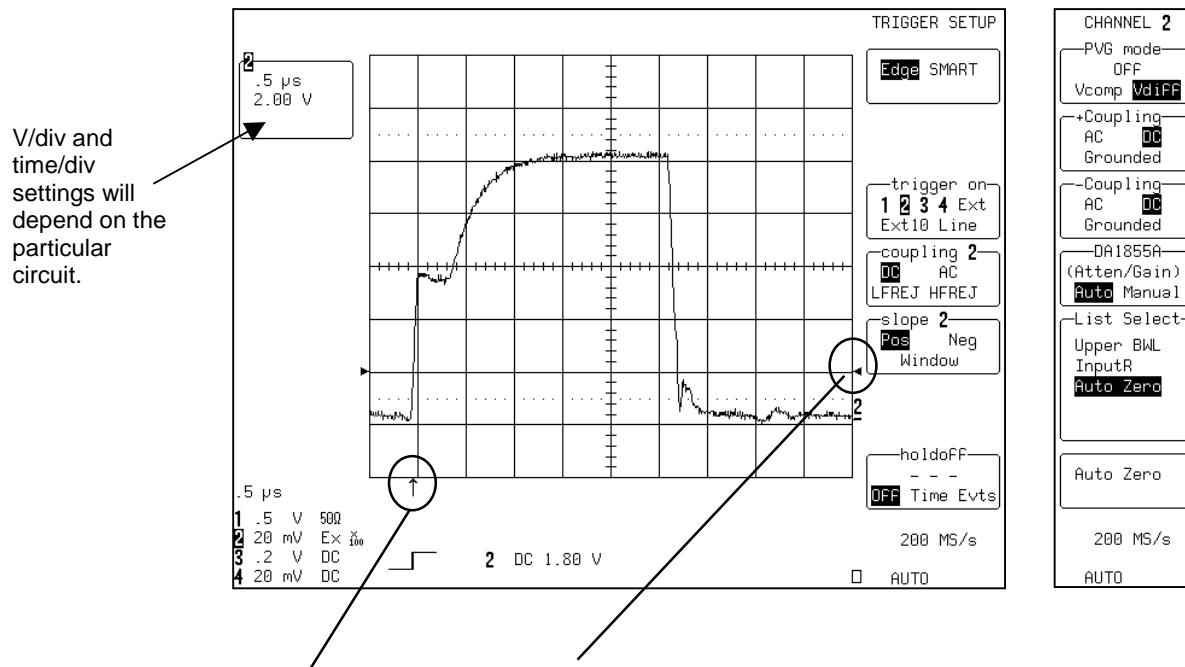 V/div and
time/div
settings will
depend on the
particular
circuit.
2
.5 µs
2.00 V
2
.5 µs
1 .5 V 50Ω
2 20 mV Ex X 100
3 .2 V DC
4 20 mV DC
2 DC 1.80 V
TRIGGER SETUP
Edge SMART
trigger on
1 2 3 4 Ext
Ext10 Line
coupling 2
DC AC
LFREJ HFREJ
slope 2
Pos Neg
Window
holdoff
- - -
OFF Time Evts
200 MS/s
AUTO
CHANNEL 2
PVG mode
OFF
Vcomp Vdiff
+Coupling
AC DC
Grounded
-Coupling
AC DC
Grounded
DA1855A
(Atten/Gain)
Auto Manual
List Select
Upper BWL
InputR
Auto Zero
Auto Zero
200 MS/s
AUTO